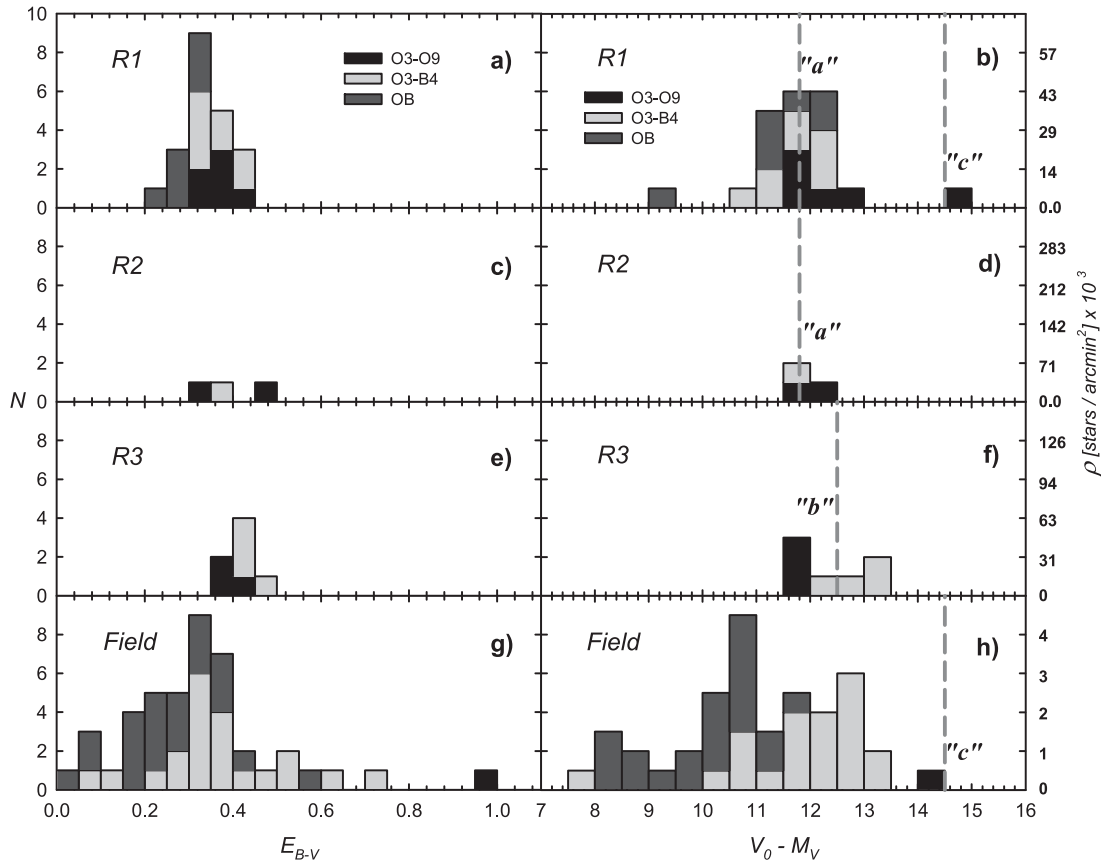 10
8
6
4
2
0
R1
a)
O3-O9
O3-B4
OB
R1
b)
"a"
"c"
O3-O9
O3-B4
OB
57
43
29
14
0.0
8
6
4
2
0
R2
c)
R2
d)
"a"
283
212
142
71
0.0
N
ρ [stars / arcmin²] x 10³
8
6
4
2
0
R3
e)
R3
f)
"b"
126
94
63
31
0
10
8
6
4
2
0
Field
g)
Field
h)
"c"
4
3
2
1
0
0.0 0.2 0.4 0.6 0.8 1.0
7 8 9 10 11 12 13 14 15 16
E_{B-V}
V_0 - M_V